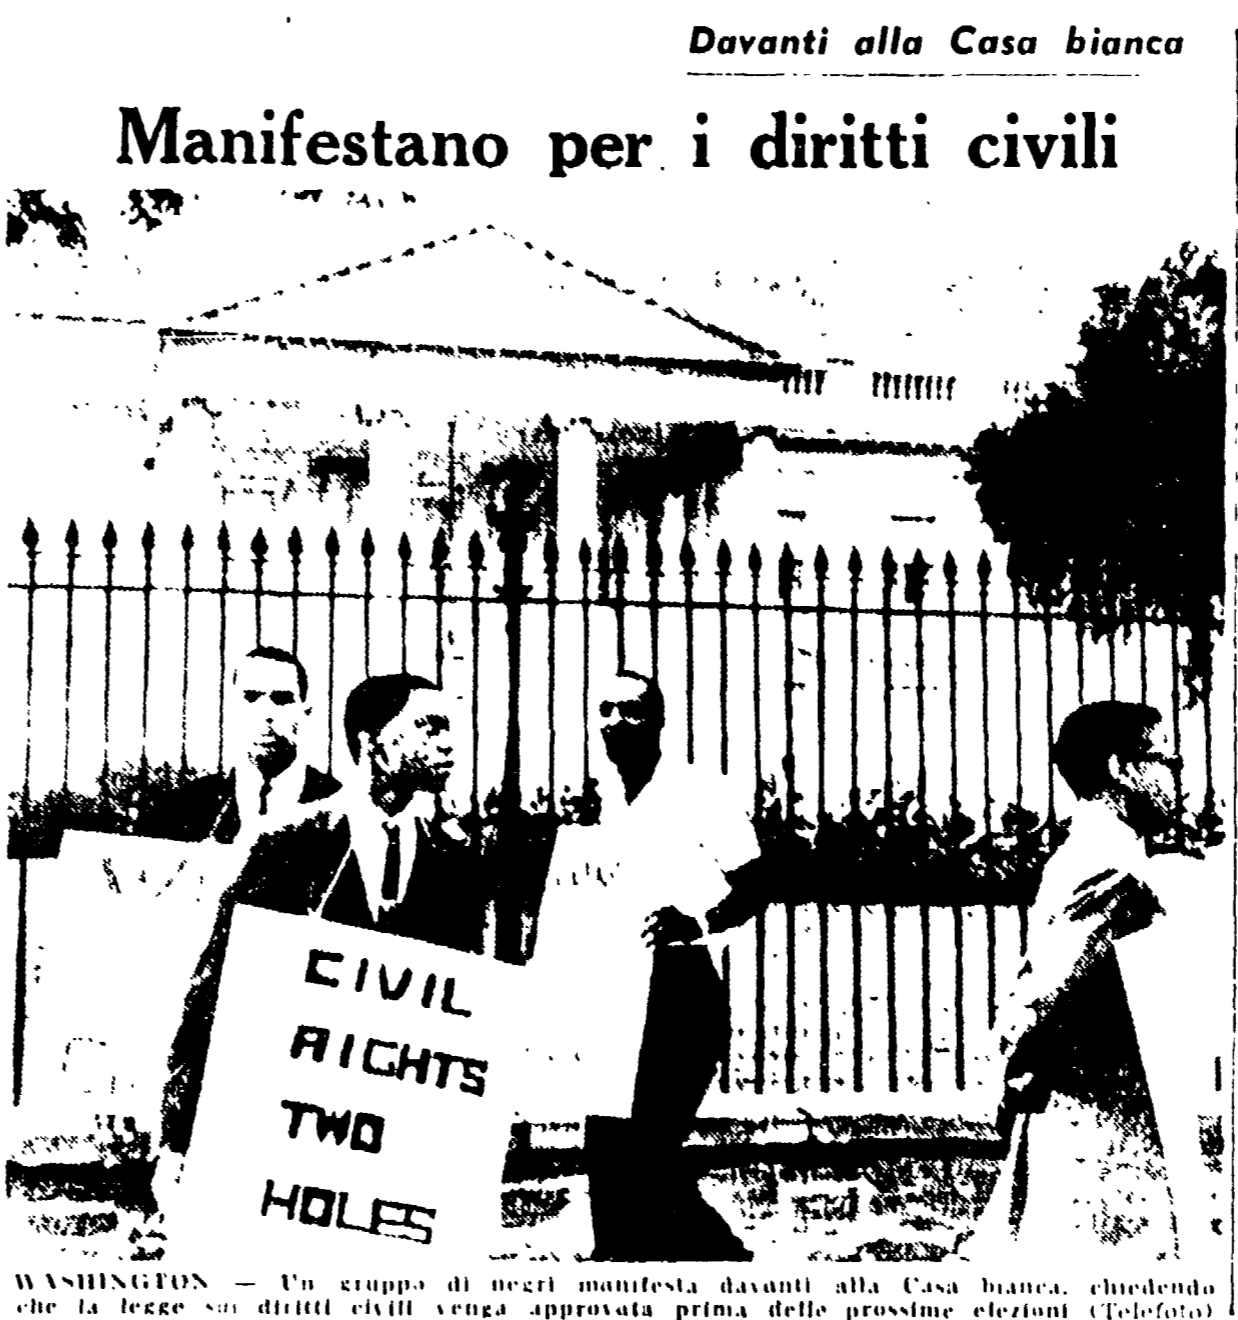 Davanti alla Casa bianca
Manifestano per i diritti civili
CIVIL
RIGHTS
TWO
HOLES
WASHINGTON — Un gruppo di negri manifesta davanti alla Casa bianca, chiedendo
che la legge sui diritti civili venga approvata prima delle prossime elezioni (Telefoto)